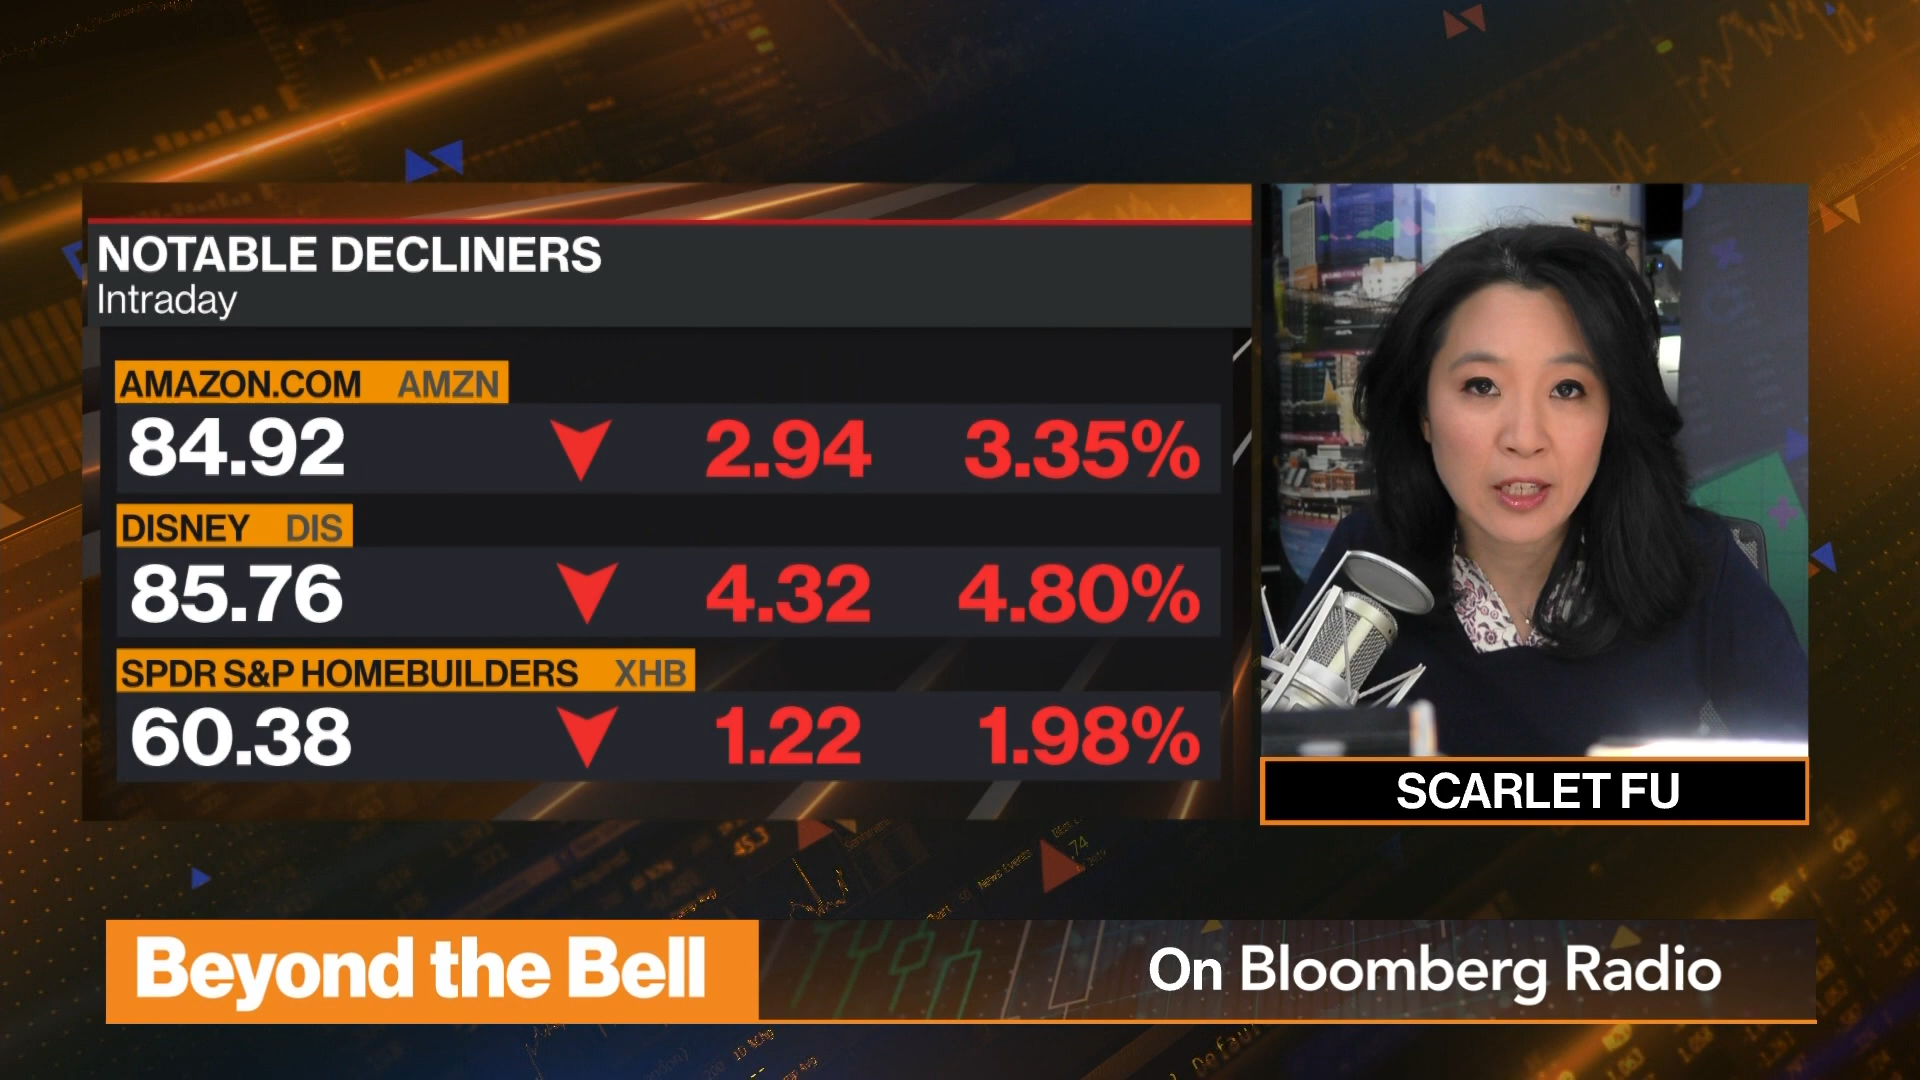 NOTABLE DECLINERS
Intraday
AMAZON.COM AMZN
84.92 2.94 3.35%
DISNEY DIS
85.76 4.32 4.80%
SPDR S&P HOMEBUILDERS XHB
60.38 1.22 1.98%
SCARLET FU
Beyond the Bell
On Bloomberg Radio